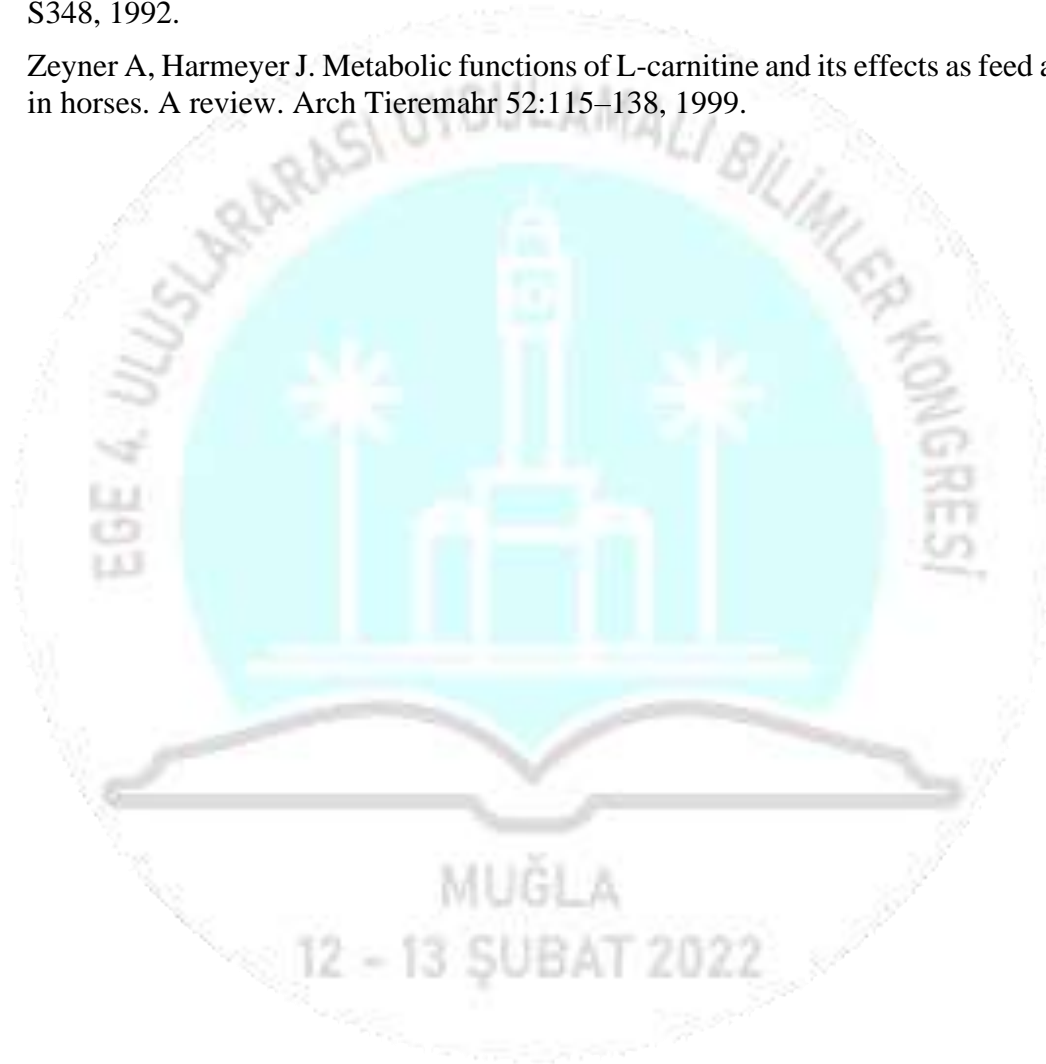 S348, 1992.
Zeyner A, Harmeyer J. Metabolic functions of L-carnitine and its effects as feed a
in horses. A review. Arch Tieremahr 52:115–138, 1999.
EGE 4. ULUSLARARASI UYGULAMALI BİLİMLER KONGRESİ
MUĞLA
12 - 13 ŞUBAT 2022